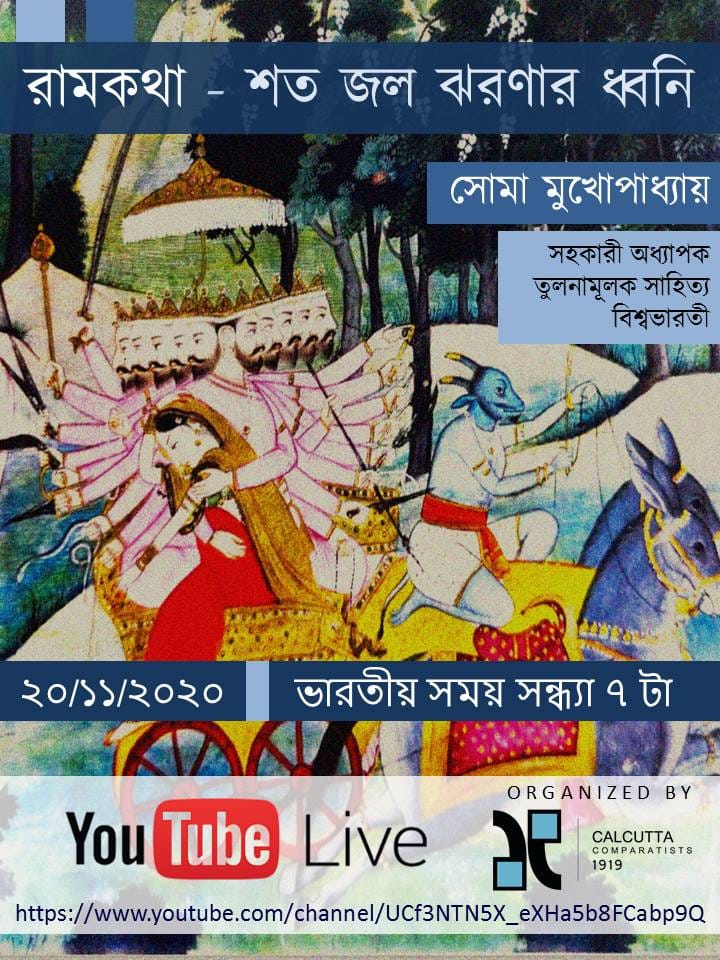 রামকথা - শত জল ঝরণার ধ্বনি
সোমা মুখোপাধ্যায়
সহকারী অধ্যাপক
তুলনামূলক সাহিত্য
বিশ্বভারতী
২০/১১/২০২০
ভারতীয় সময় সন্ধ্যা ৭ টা
ORGANIZED BY
YouTube Live
CALCUTTA
COMPARATISTS
1919
https://www.youtube.com/channel/UCf3NTN5X_eXHa5b8FCabp9Q